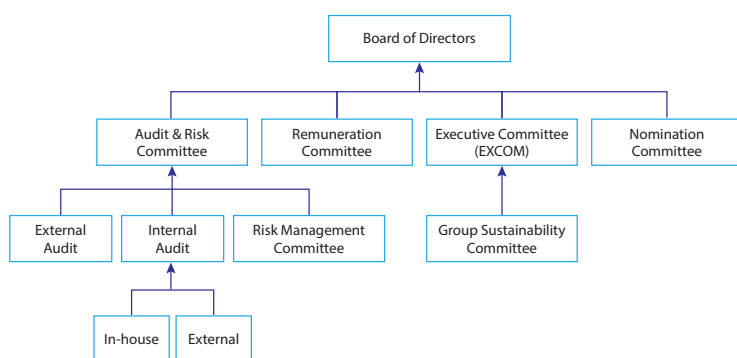 Board of Directors
Audit & Risk
Committee
Remuneration
Committee
Executive Committee
(EXCOM)
Nomination
Committee
External
Audit
Internal
Audit
Risk Management
Committee
Group Sustainability
Committee
In-house
External